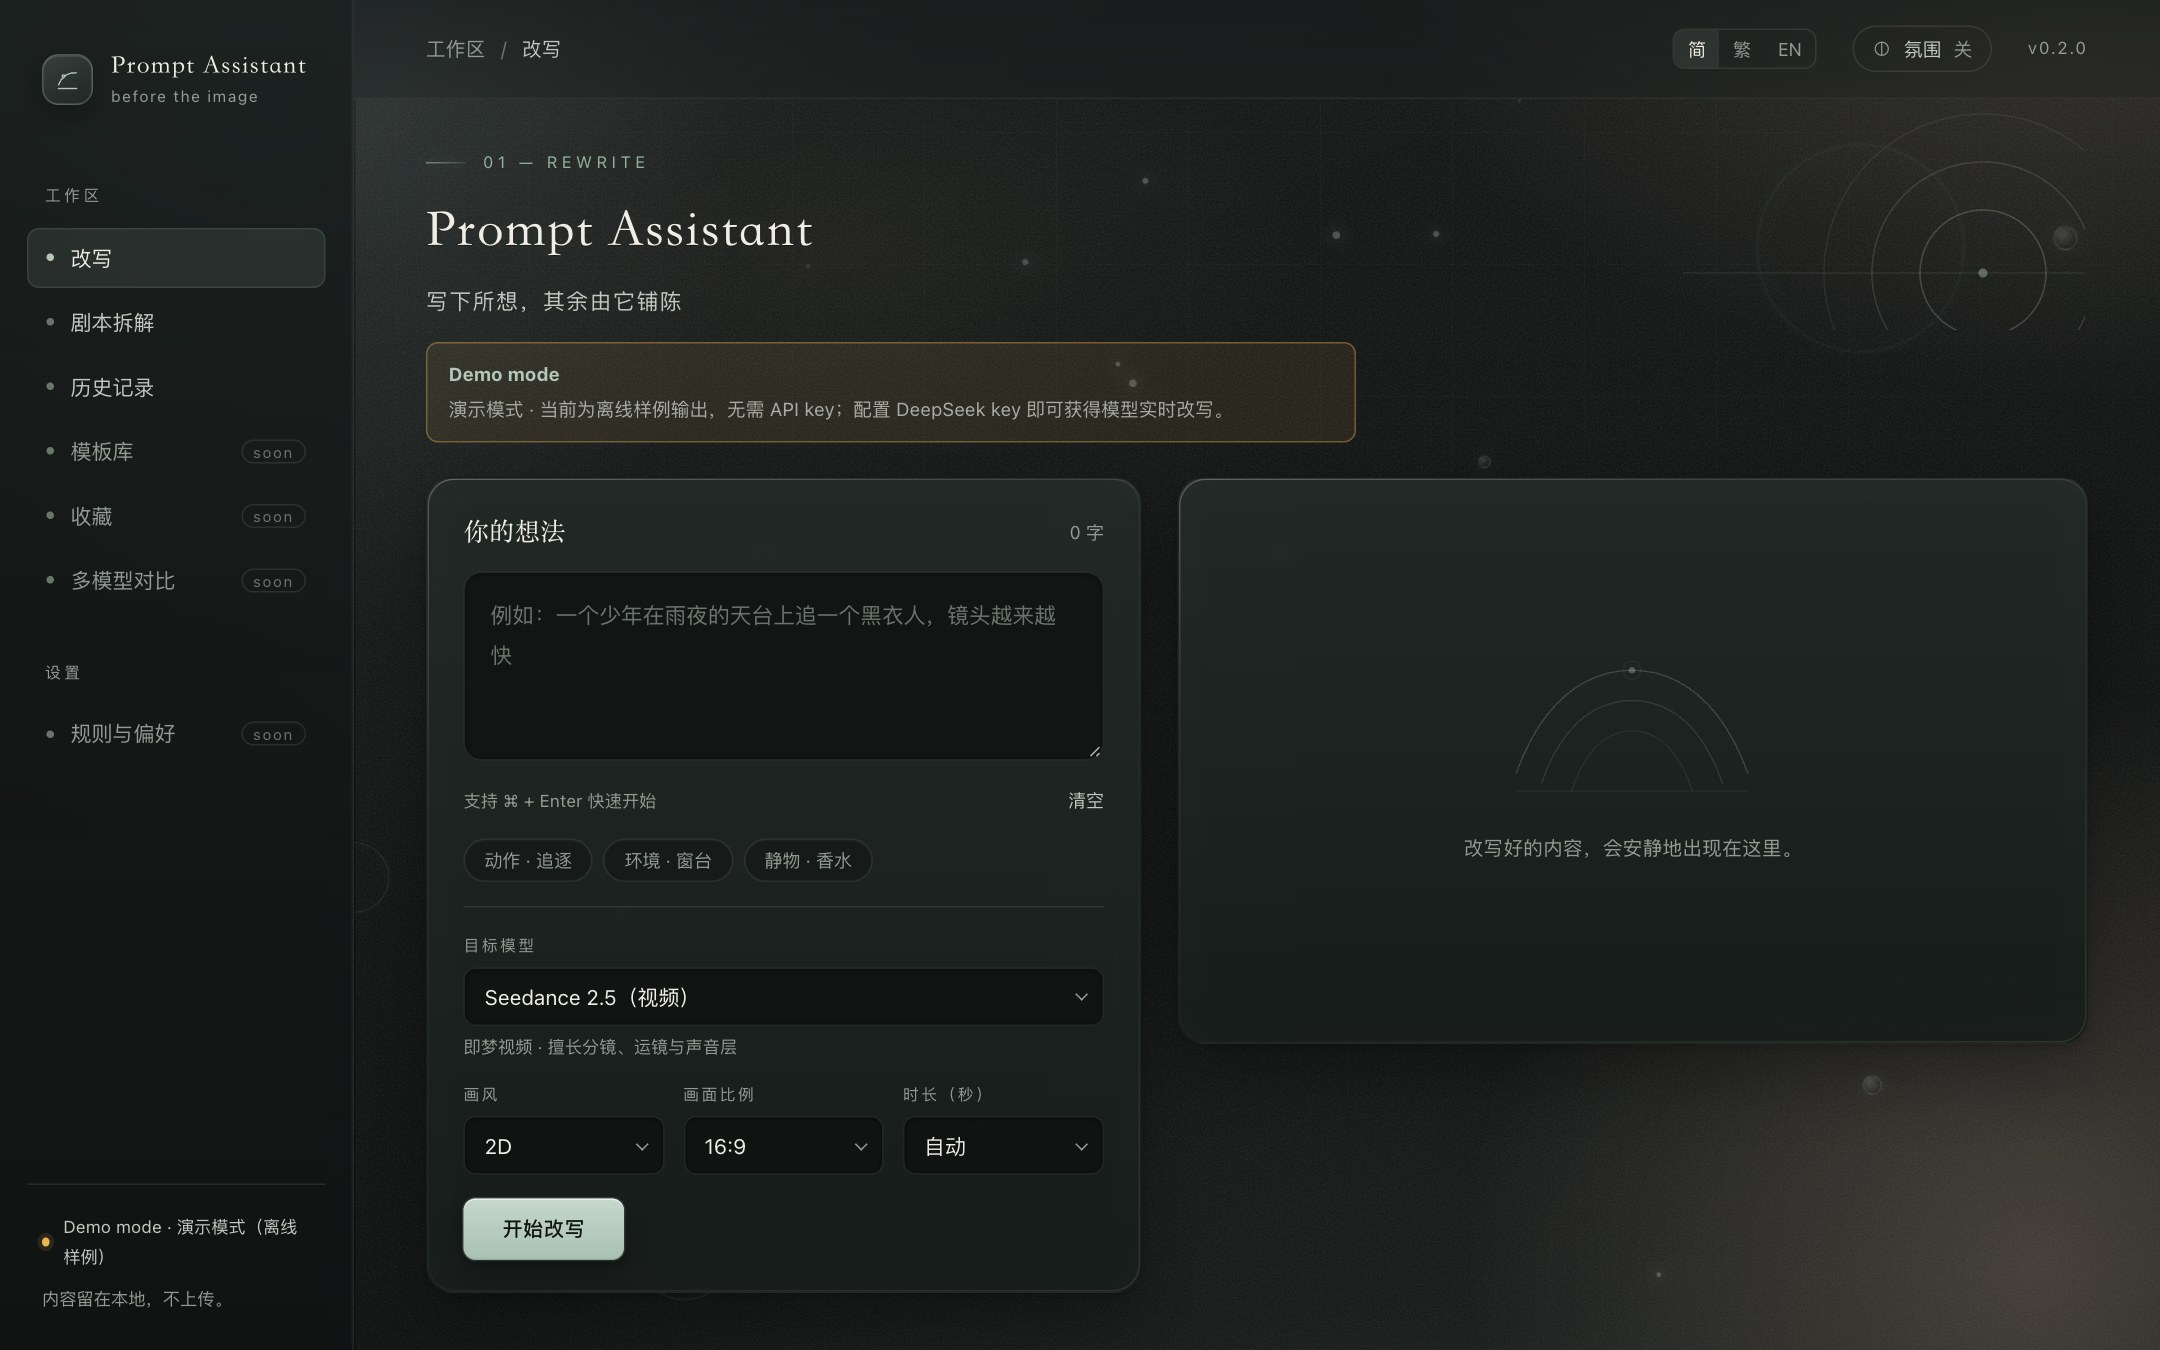 Prompt Assistant
before the image
工作区
改写
剧本拆解
历史记录
模板库 soon
收藏 soon
多模型对比 soon
设置
规则与偏好 soon
Demo mode · 演示模式（离线
样例）
内容留在本地，不上传。
工作区 / 改写
简 繁 EN
氛围 关
v0.2.0
01 — REWRITE
Prompt Assistant
写下所想，其余由它铺陈
Demo mode
演示模式 · 当前为离线样例输出，无需 API key；配置 DeepSeek key 即可获得模型实时改写。
你的想法 0 字
例如：一个少年在雨夜的天台上追一个黑衣人，镜头越来越
快
支持 ⌘ + Enter 快速开始 清空
动作 · 追逐 环境 · 窗台 静物 · 香水
目标模型
Seedance 2.5（视频）
即梦视频 · 擅长分镜、运镜与声音层
画风 画面比例 时长（秒）
2D 16:9 自动
开始改写
改写好的内容，会安静地出现在这里。